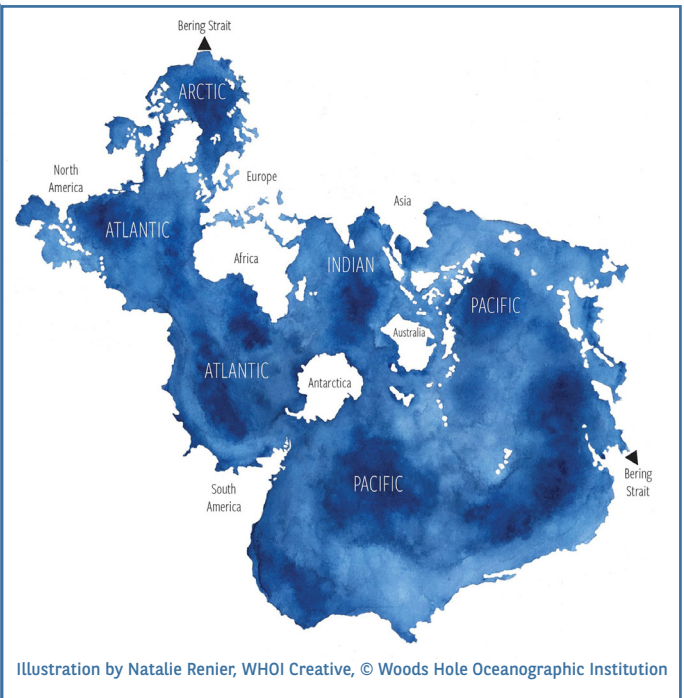 Bering Strait
ARCTIC
North
America
Europe
Asia
ATLANTIC
Africa
INDIAN
PACIFIC
Australia
ATLANTIC
Antarctica
PACIFIC
Bering
Strait
South
America
Illustration by Natalie Renier, WHOI Creative, © Woods Hole Oceanographic Institution